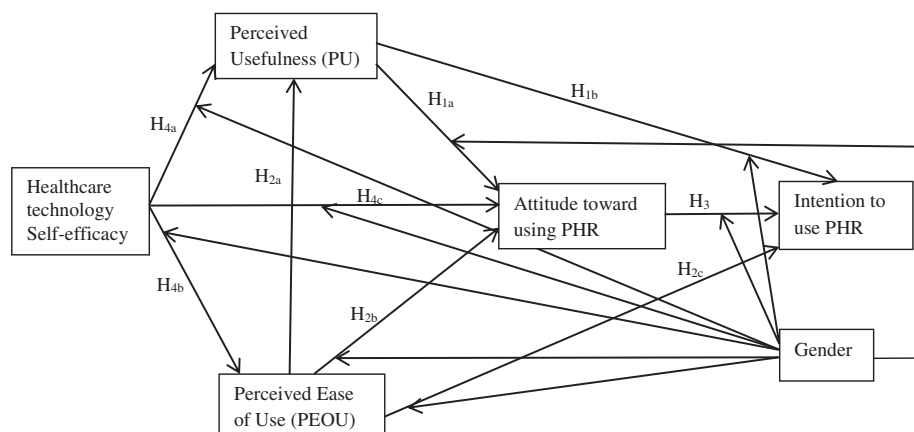 Perceived
Usefulness (PU)
H1a
H1b
H4a
H2a
Healthcare
technology
Self-efficacy
H4c
Attitude toward
using PHR
H3
Intention to
use PHR
H4b
H2b
H2c
Gender
Perceived Ease
of Use (PEOU)